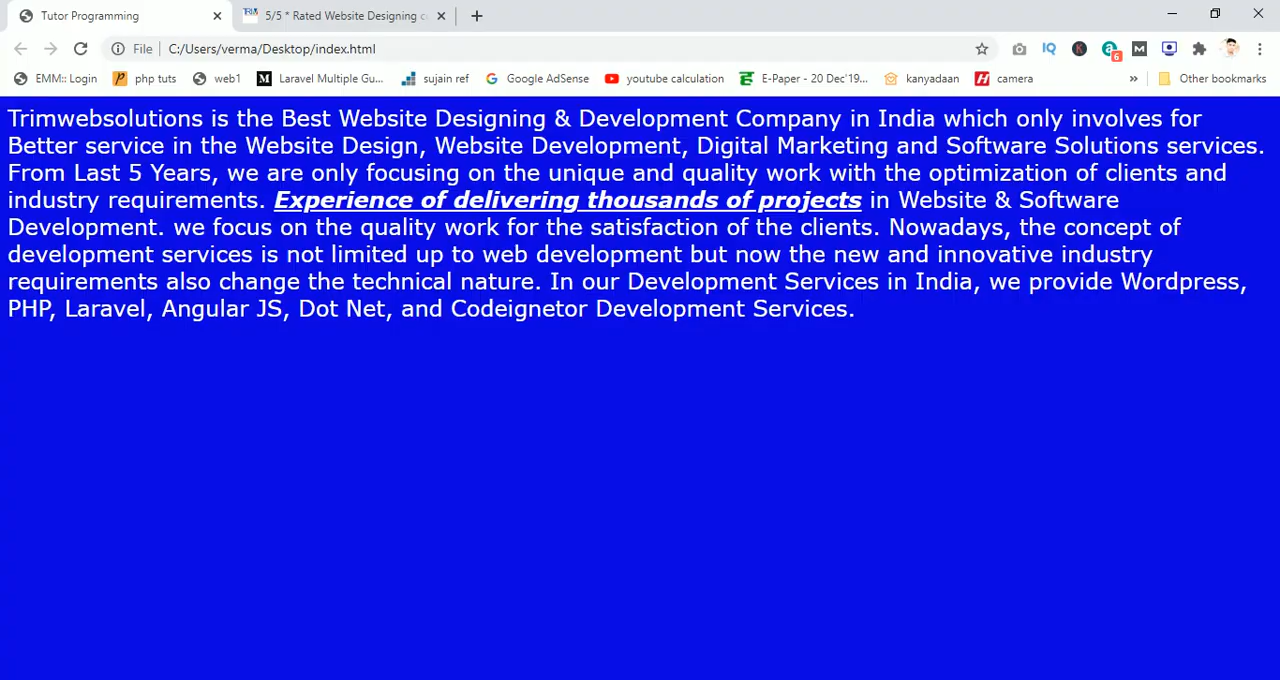 Tutor Programming
5/5 * Rated Website Designing c
File
C:/Users/verma/Desktop/index.html
IQ
K
a
6
M
EMM:: Login
php tuts
web1
Laravel Multiple Gu...
sujain ref
Google AdSense
youtube calculation
E-Paper - 20 Dec'19...
kanyadaan
camera
»
Other bookmarks
Trimwebsolutions is the Best Website Designing & Development Company in India which only involves for
Better service in the Website Design, Website Development, Digital Marketing and Software Solutions services.
From Last 5 Years, we are only focusing on the unique and quality work with the optimization of clients and
industry requirements. Experience of delivering thousands of projects in Website & Software
Development. we focus on the quality work for the satisfaction of the clients. Nowadays, the concept of
development services is not limited up to web development but now the new and innovative industry
requirements also change the technical nature. In our Development Services in India, we provide Wordpress,
PHP, Laravel, Angular JS, Dot Net, and Codeignetor Development Services.